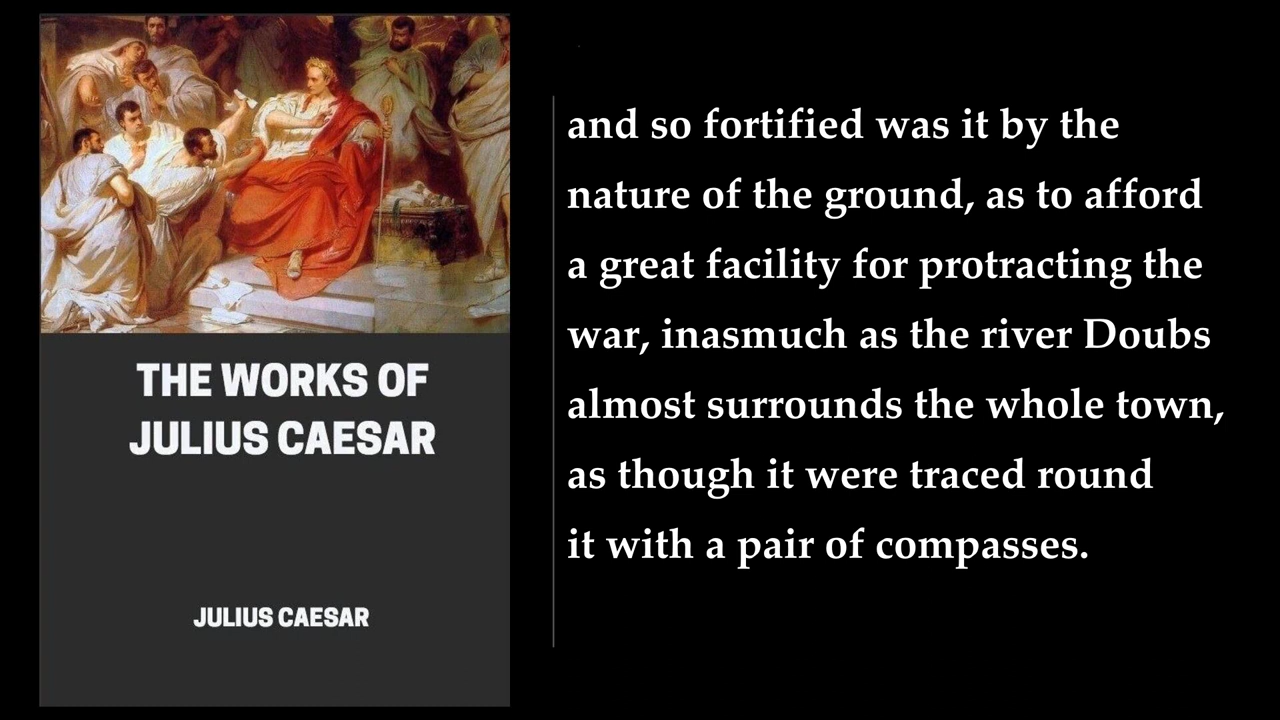 THE WORKS OF
JULIUS CAESAR
JULIUS CAESAR
and so fortified was it by the
nature of the ground, as to afford
a great facility for protracting the
war, inasmuch as the river Doubs
almost surrounds the whole town,
as though it were traced round
it with a pair of compasses.